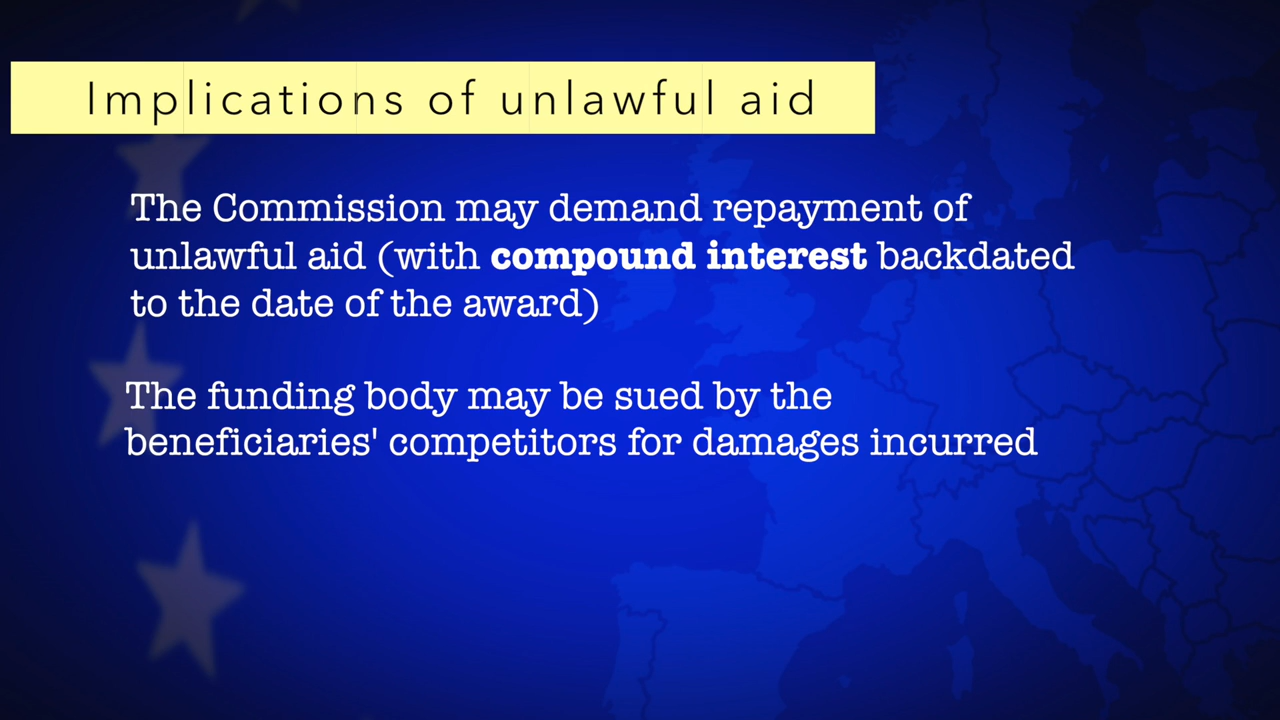 Implications of unlawful aid
The Commission may demand repayment of
unlawful aid (with compound interest backdated
to the date of the award)
The funding body may be sued by the
beneficiaries' competitors for damages incurred